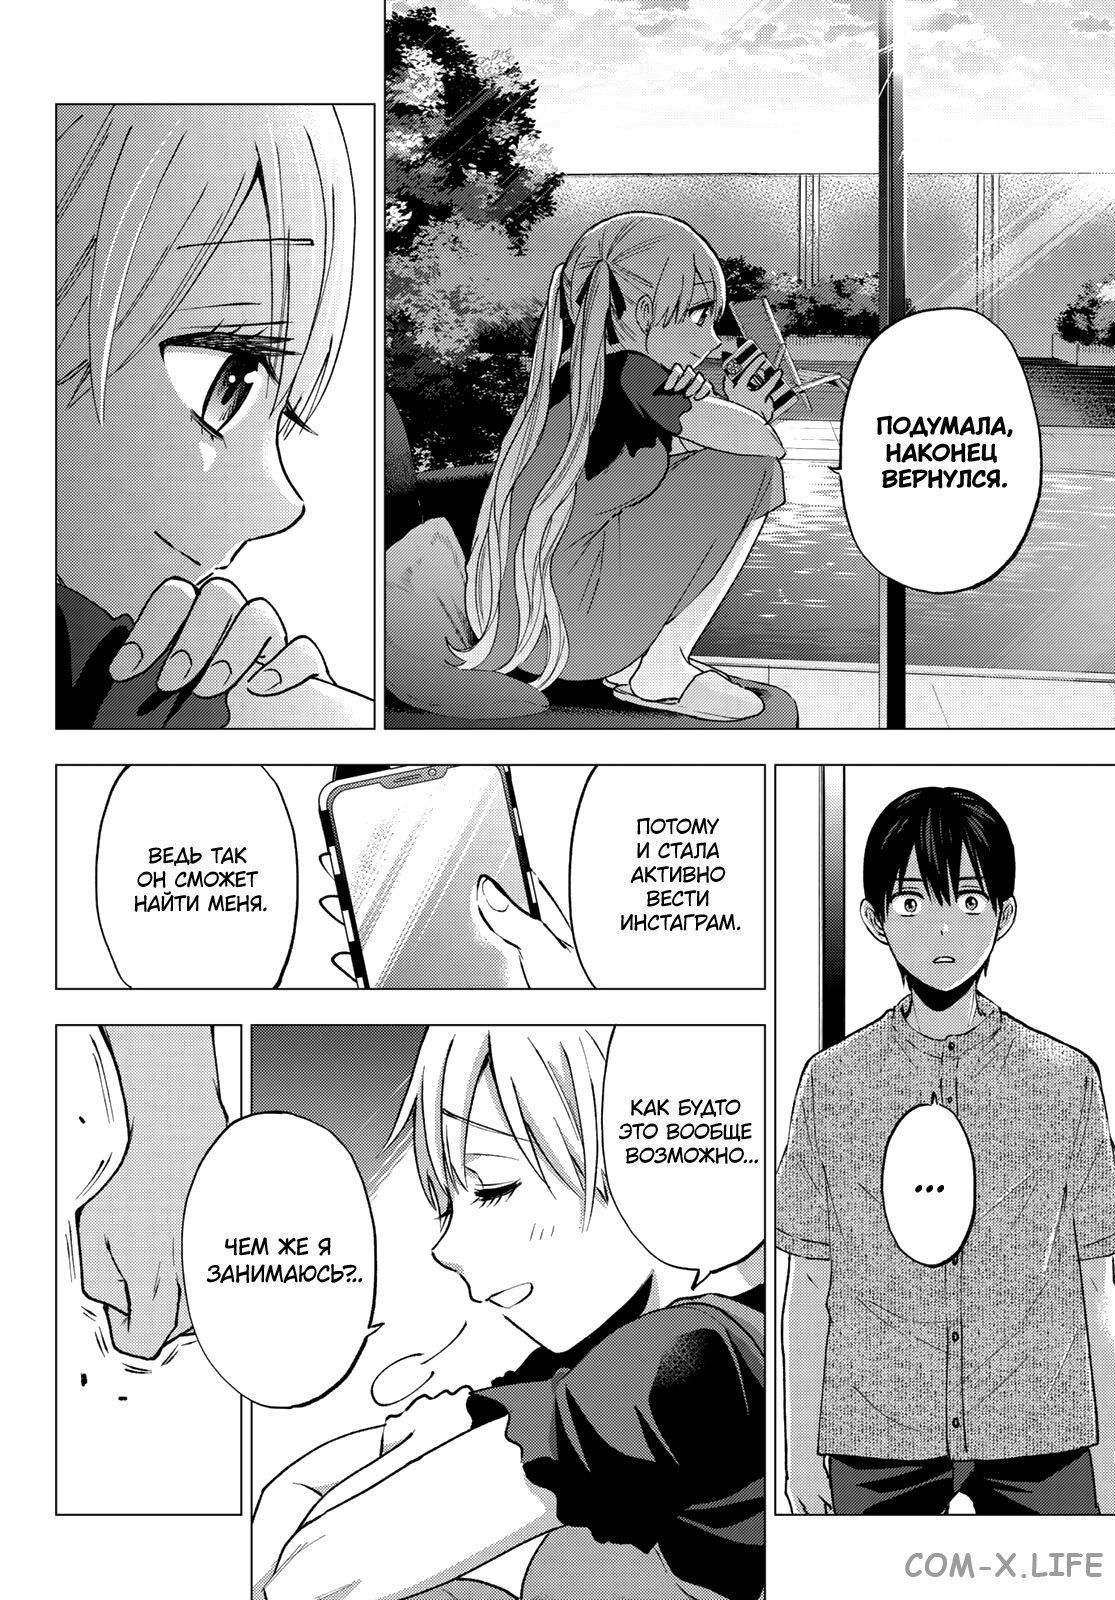 ПОДУМАЛА,
НАКОНЕЦ
ВЕРНУЛСЯ.
ПОТОМУ
И СТАЛА
АКТИВНО
ВЕСТИ
ИНСТАГРАМ.
ВЕДЬ ТАК
ОН СМОЖЕТ
НАЙТИ МЕНЯ.
...
КАК БУДТО
ЭТО ВООБЩЕ
ВОЗМОЖНО...
ЧЕМ ЖЕ Я
ЗАНИМАЮСЬ?..
COM-X.LIFE